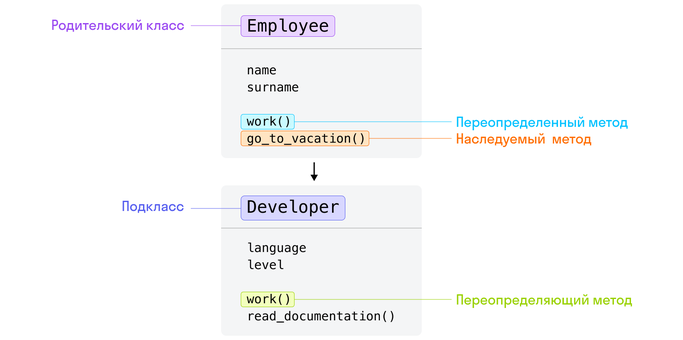 Родительский класс
Employee
name
surname
work()
Переопределенный метод
go_to_vacation()
Наследуемый метод
Подкласс
Developer
language
level
work()
Переопределяющий метод
read_documentation()